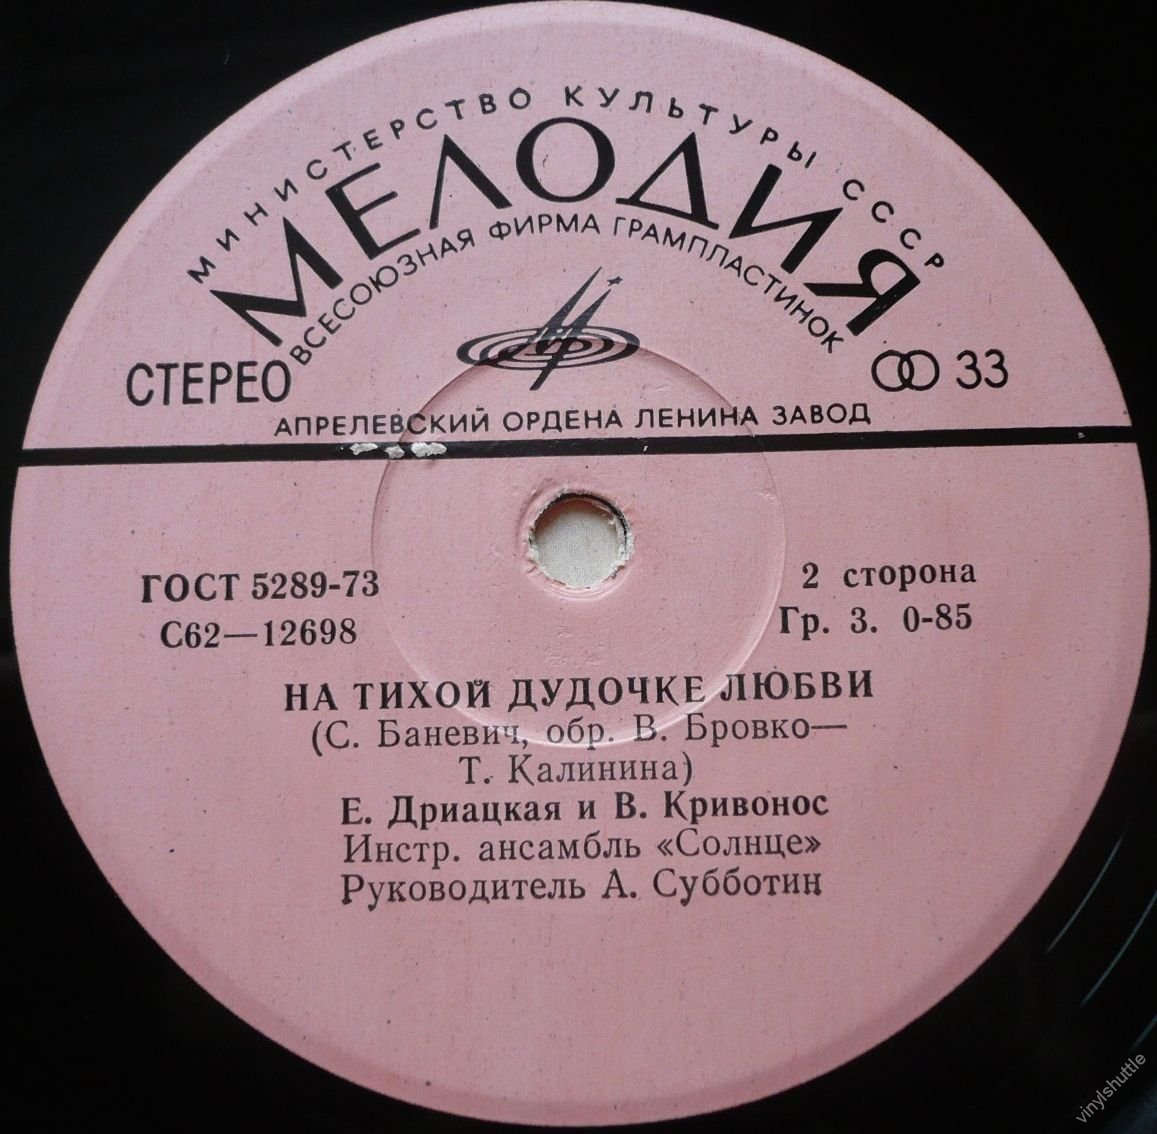 МИНИСТЕРСТВО КУЛЬТУРЫ СССР
МЕЛОДИЯ
ВСЕСОЮЗНАЯ ФИРМА ГРАМПЛАСТИНОК
СТЕРЕО
33
АПРЕЛЕВСКИЙ ОРДЕНА ЛЕНИНА ЗАВОД
ГОСТ 5289-73
С62—12698
2 сторона
Гр. 3. 0-85
НА ТИХОЙ ДУДОЧКЕ ЛЮБВИ
(С. Баневич, обр. В. Бровко—
Т. Калинина)
Е. Дриацкая и В. Кривонос
Инстр. ансамбль «Солнце»
Руководитель А. Субботин
vinylshuttle